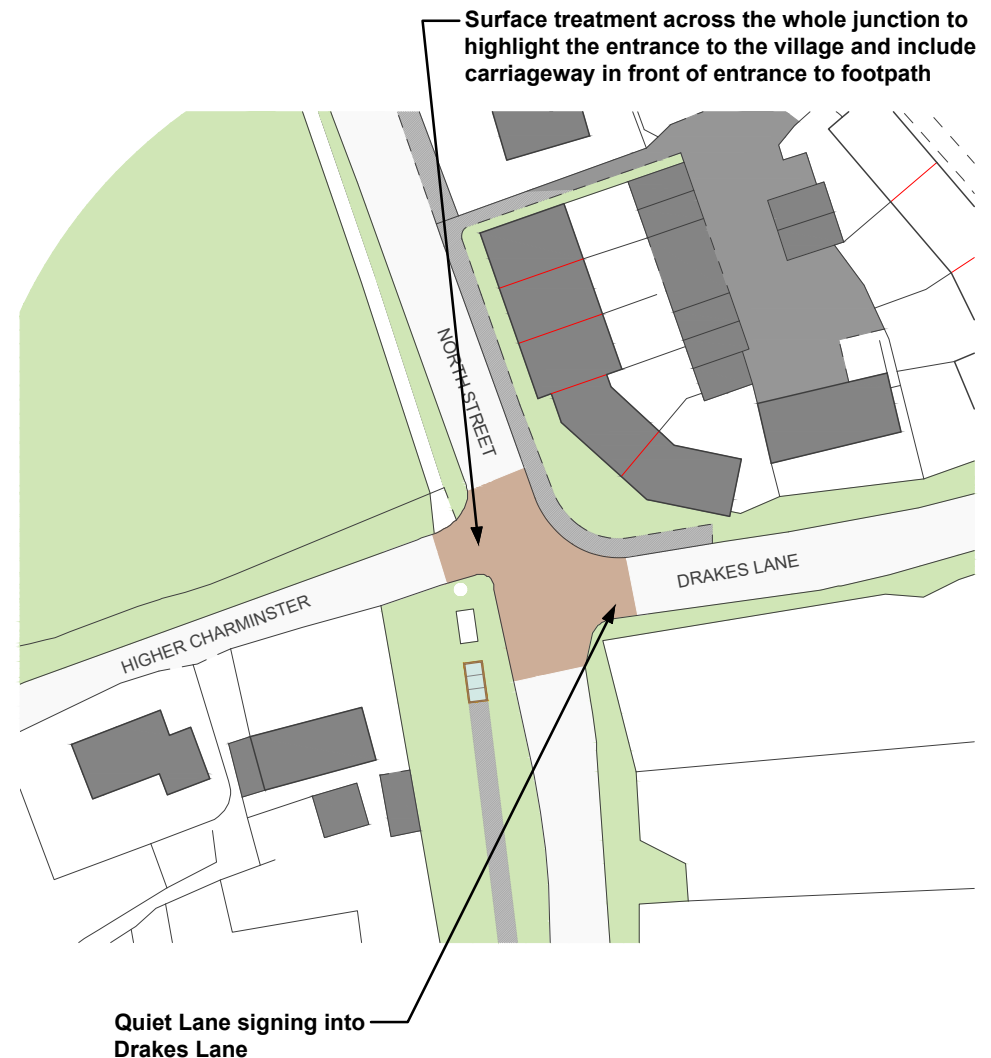 Surface treatment across the whole junction to
highlight the entrance to the village and include
carriageway in front of entrance to footpath
NORTH STREET
DRAKES LANE
HIGHER CHARMINSTER
Quiet Lane signing into
Drakes Lane